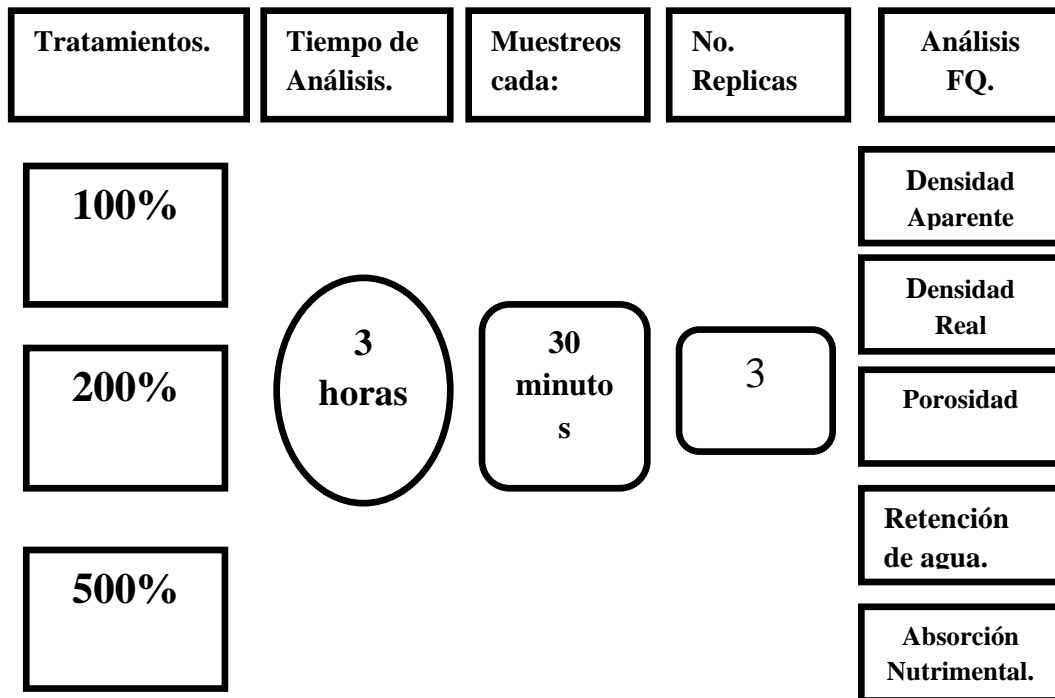 Tratamientos.
Tiempo de
Análisis.
Muestreos
cada:
No.
Replicas
Análisis
FQ.
100%
200%
500%
3
horas
30
minuto
s
3
Densidad
Aparente
Densidad
Real
Porosidad
Retención
de agua.
Absorción
Nutrimental.